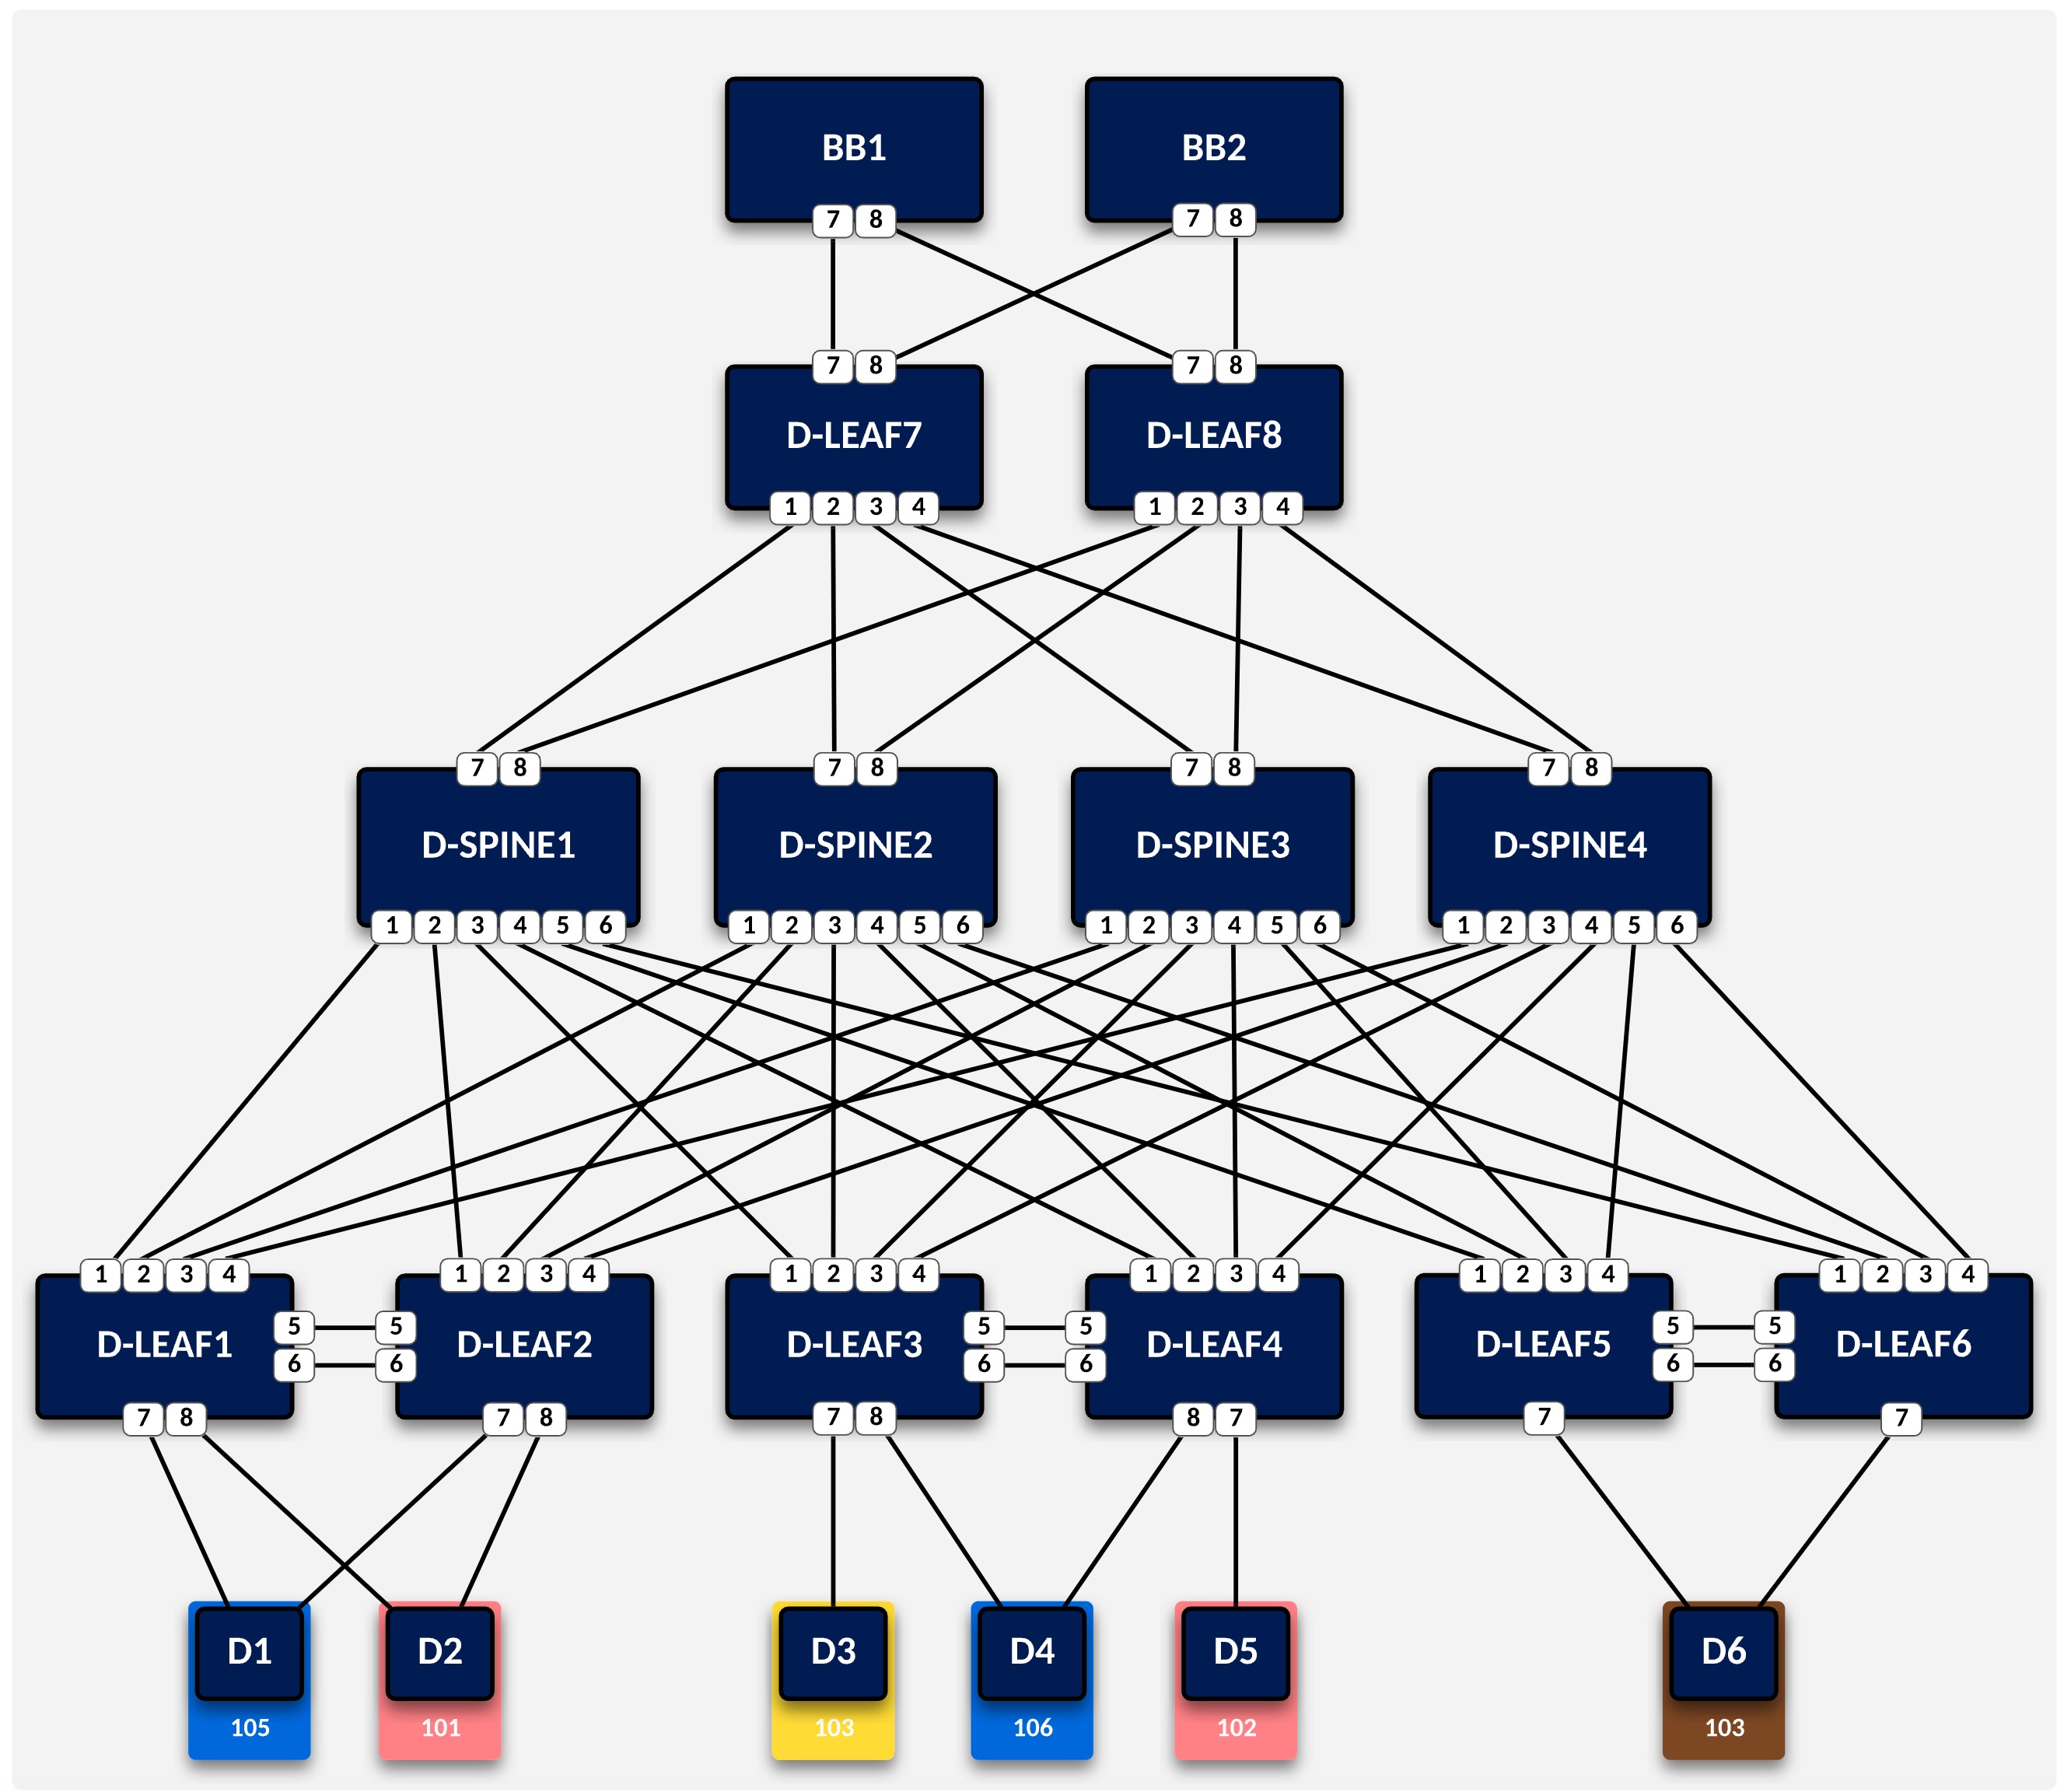 BB1 BB2
7 8 7 8
7 8 7 8
D-LEAF7 D-LEAF8
1 2 3 4 1 2 3 4
7 8 7 8 7 8 7 8
D-SPINE1 D-SPINE2 D-SPINE3 D-SPINE4
1 2 3 4 5 6 1 2 3 4 5 6 1 2 3 4 5 6 1 2 3 4 5 6
1 2 3 4 1 2 3 4 1 2 3 4 1 2 3 4 1 2 3 4 1 2 3 4
5 5 5 5 5 5
D-LEAF1 D-LEAF2 D-LEAF3 D-LEAF4 D-LEAF5 D-LEAF6
6 6 6 6 6 6
7 8 7 8 7 8 8 7 7 7
D1 D2 D3 D4 D5 D6
105 101 103 106 102 103